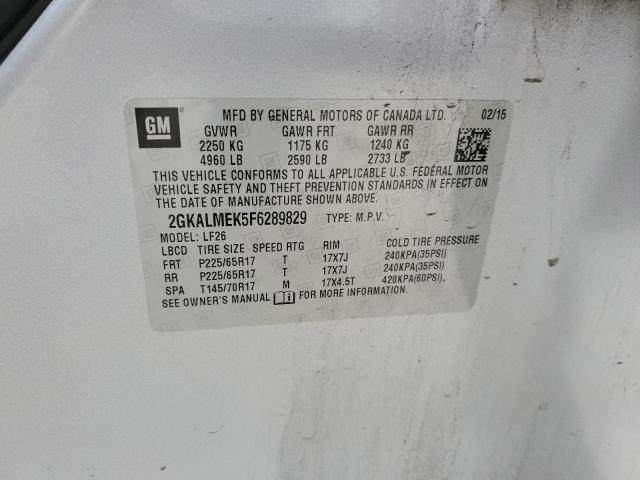 GM
MFD BY GENERAL MOTORS OF CANADA LTD. 02/15
GVWR GAWR FRT GAWR RR
2250 KG 1175 KG 1240 KG
4960 LB 2590 LB 2733 LB
THIS VEHICLE CONFORMS TO ALL APPLICABLE U.S. FEDERAL MOTOR
VEHICLE SAFETY AND THEFT PREVENTION STANDARDS IN EFFECT ON
THE DATE OF MANUFACTURE SHOWN ABOVE.
2GKALMEK5F6289829 TYPE: M.P.V.
MODEL: LF26
LBCD TIRE SIZE SPEED RTG RIM COLD TIRE PRESSURE
FRT P225/65R17 T 17X7J 240KPA(35PSI)
RR P225/65R17 T 17X7J 240KPA(35PSI)
SPA T145/70R17 M 17X4.5T 420KPA(60PSI)
SEE OWNER'S MANUAL FOR MORE INFORMATION.